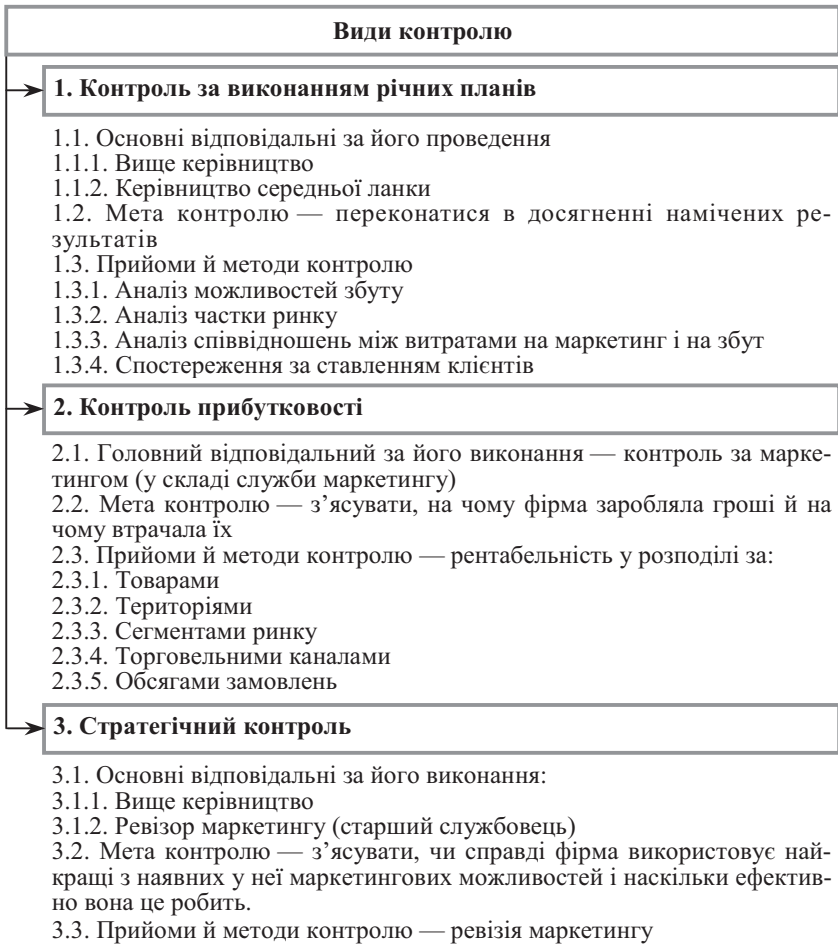 Види контролю
1. Контроль за виконанням річних планів
1.1. Основні відповідальні за його проведення
1.1.1. Вище керівництво
1.1.2. Керівництво середньої ланки
1.2. Мета контролю — переконатися в досягненні намічених ре-
зультатів
1.3. Прийоми й методи контролю
1.3.1. Аналіз можливостей збуту
1.3.2. Аналіз частки ринку
1.3.3. Аналіз співвідношень між витратами на маркетинг і на збут
1.3.4. Спостереження за ставленням клієнтів
2. Контроль прибутковості
2.1. Головний відповідальний за його виконання — контроль за марке-
тингом (у складі служби маркетингу)
2.2. Мета контролю — з’ясувати, на чому фірма заробляла гроші й на
чому втрачала їх
2.3. Прийоми й методи контролю — рентабельність у розподілі за:
2.3.1. Товарами
2.3.2. Територіями
2.3.3. Сегментами ринку
2.3.4. Торговельними каналами
2.3.5. Обсягами замовлень
3. Стратегічний контроль
3.1. Основні відповідальні за його виконання:
3.1.1. Вище керівництво
3.1.2. Ревізор маркетингу (старший службовець)
3.2. Мета контролю — з’ясувати, чи справді фірма використовує най-
кращі з наявних у неї маркетингових можливостей і наскільки ефектив-
но вона це робить.
3.3. Прийоми й методи контролю — ревізія маркетингу